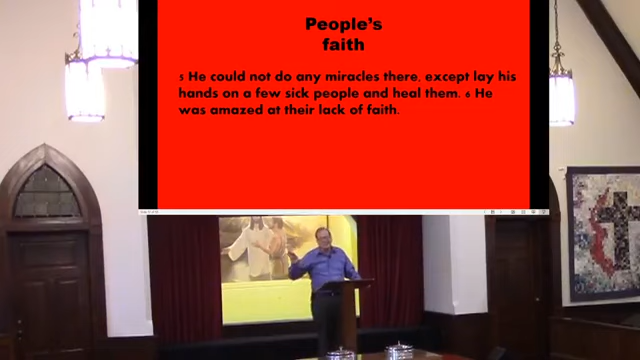 People's
faith
5 He could not do any miracles there, except lay his
hands on a few sick people and heal them. 6 He
was amazed at their lack of faith.